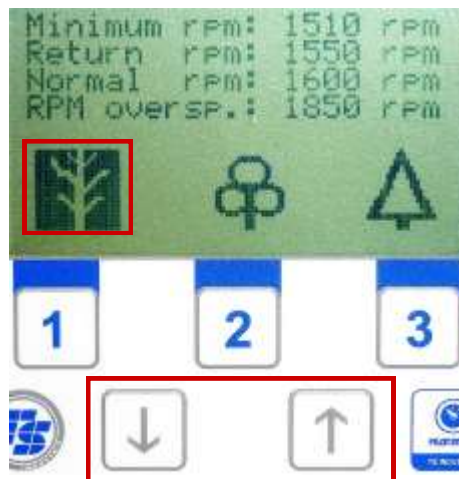 Minimum rpm: 1510 rpm
Return rpm: 1550 rpm
Normal rpm: 1600 rpm
RPM oversp.: 1850 rpm
1
2
3